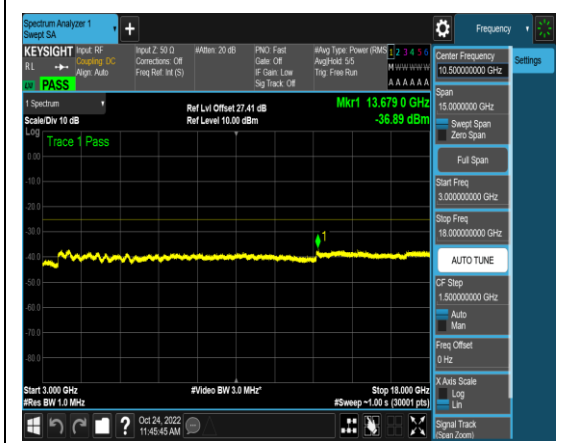 Spectrum Analyzer 1
Swept SA
Frequency
KEYSIGHT
RL
PASS
Input: RF
Coupling: DC
Align: Auto
Input Z: 50 Ω
Corrections: Off
Freq Ref: Int (S)
#Atten: 20 dB
PNO: Fast
Gate: Off
IF Gain: Low
Sig Track: Off
#Avg Type: Power (RMS
Avg|Hold: 5/5
Trig: Free Run
1 2 3 4 5 6
M W W W W W
A A A A A A
1 Spectrum
Scale/Div 10 dB
Ref Lvl Offset 27.41 dB
Ref Level 10.00 dBm
Mkr1 13.679 0 GHz
-36.89 dBm
Log
Trace 1 Pass
0.00
-10.0
-20.0
-30.0
-40.0
-50.0
-60.0
-70.0
-80.0
1
Start 3.000 GHz
#Res BW 1.0 MHz
#Video BW 3.0 MHz*
Stop 18.000 GHz
#Sweep ~1.00 s (30001 pts)
Center Frequency
10.500000000 GHz
Settings
Span
15.0000000 GHz
Swept Span
Zero Span
Full Span
Start Freq
3.000000000 GHz
Stop Freq
18.000000000 GHz
AUTO TUNE
CF Step
1.500000000 GHz
Auto
Man
Freq Offset
0 Hz
X Axis Scale
Log
Lin
Signal Track
(Span Zoom)
Oct 24, 2022
11:45:45 AM